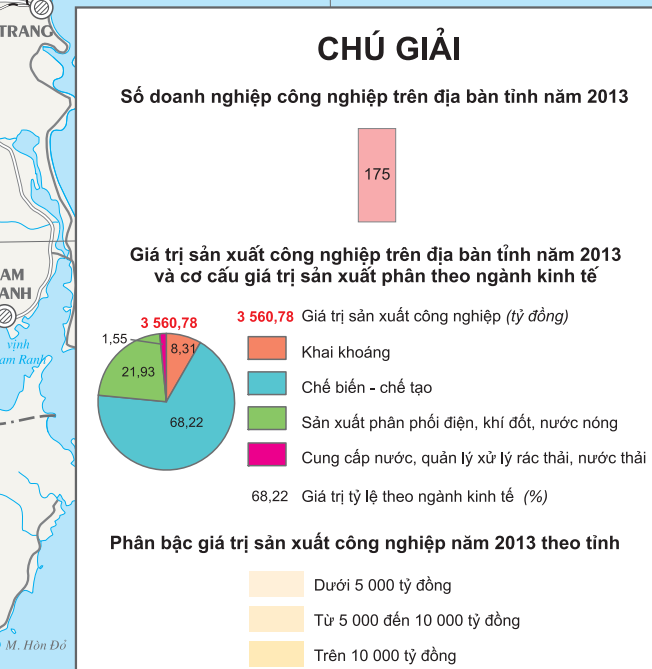 TRANG
AM
ANH
vịnh
am Ranh
M. Hòn Đỏ
CHÚ GIẢI
Số doanh nghiệp công nghiệp trên địa bàn tỉnh năm 2013
175
Giá trị sản xuất công nghiệp trên địa bàn tỉnh năm 2013
và cơ cấu giá trị sản xuất phân theo ngành kinh tế
3 560,78
1,55
8,31
21,93
68,22
3 560,78 Giá trị sản xuất công nghiệp (tỷ đồng)
Khai khoáng
Chế biến - chế tạo
Sản xuất phân phối điện, khí đốt, nước nóng
Cung cấp nước, quản lý xử lý rác thải, nước thải
68,22 Giá trị tỷ lệ theo ngành kinh tế (%)
Phân bậc giá trị sản xuất công nghiệp năm 2013 theo tỉnh
Dưới 5 000 tỷ đồng
Từ 5 000 đến 10 000 tỷ đồng
Trên 10 000 tỷ đồng